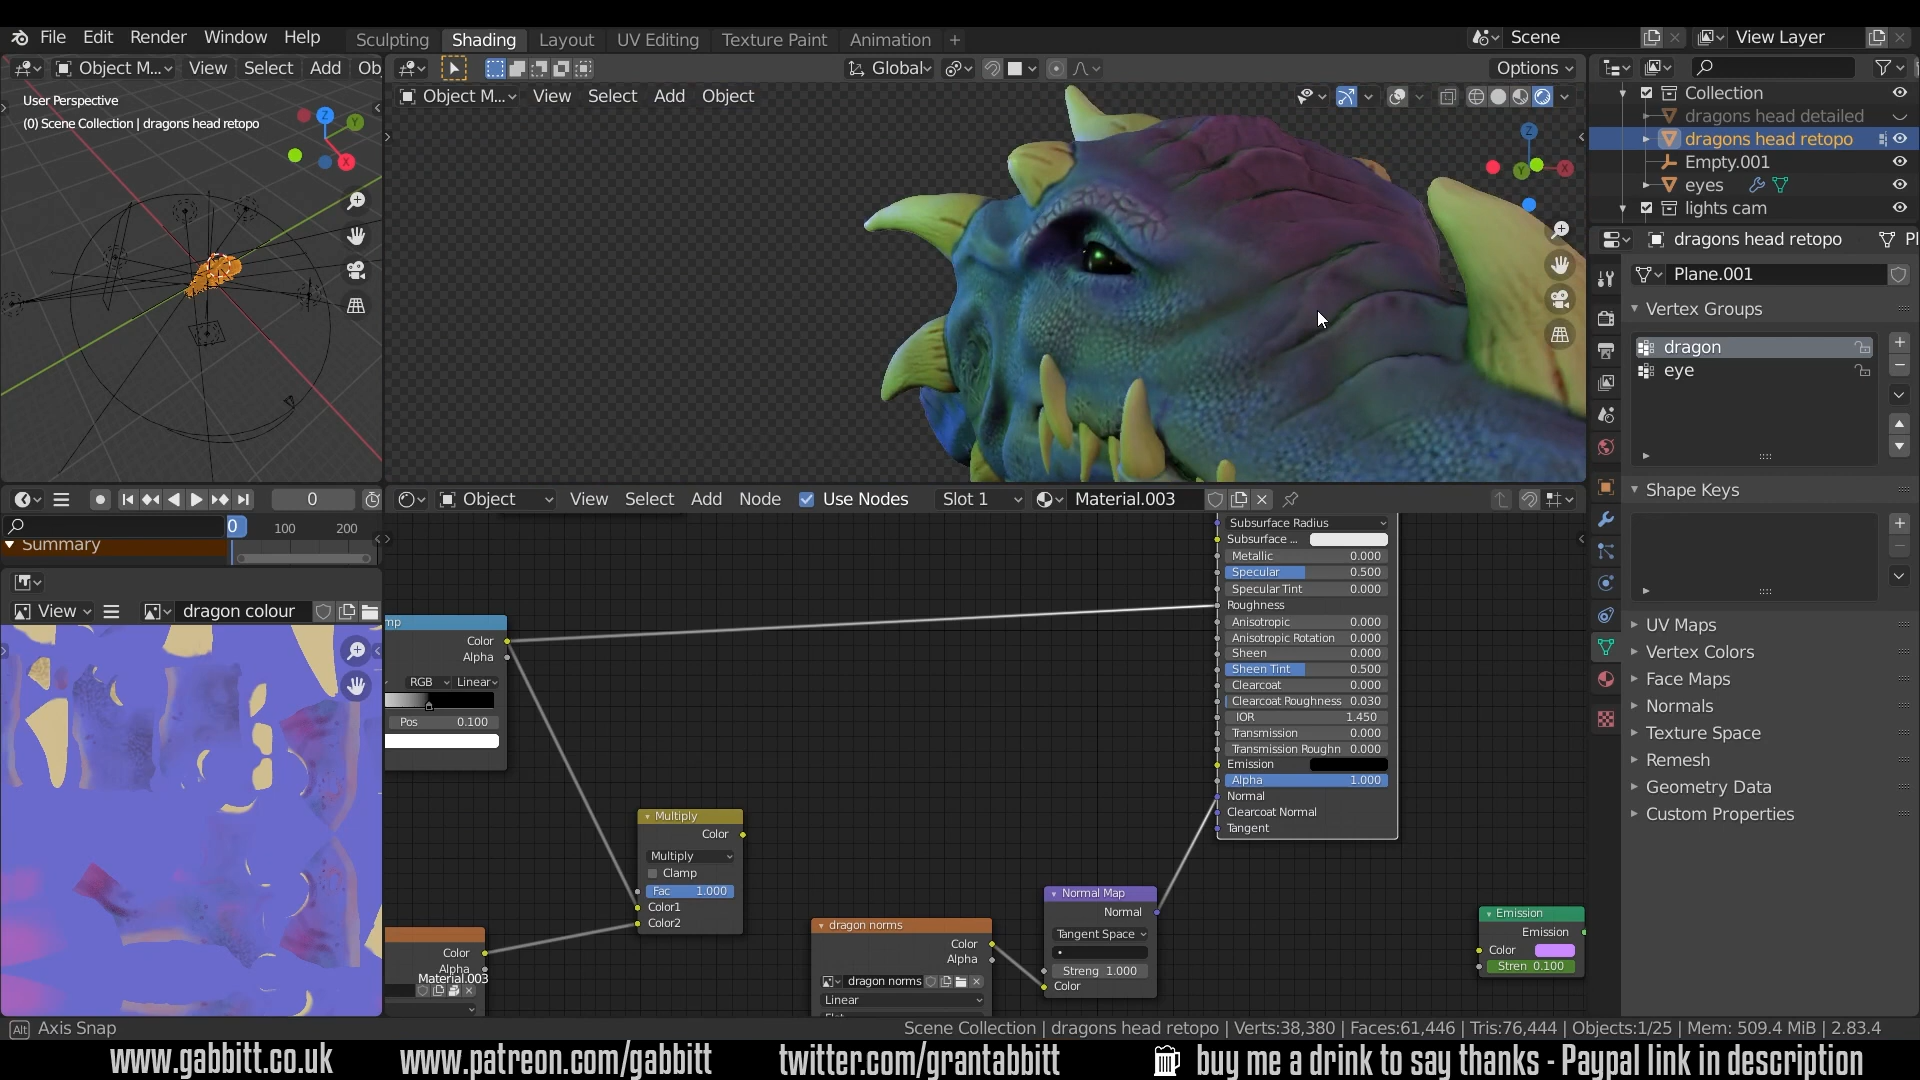 File Edit Render Window Help
Sculpting Shading Layout UV Editing Texture Paint Animation +
Scene
View Layer
Object M... View Select Add Ob
Global
Options
User Perspective
(0) Scene Collection | dragons head retopo
Object M... View Select Add Object
Collection
dragons head detailed
dragons head retopo
Empty.001
eyes
lights cam
dragons head retopo
Pl
Plane.001
Vertex Groups
dragon
eye
Shape Keys
UV Maps
Vertex Colors
Face Maps
Normals
Texture Space
Remesh
Geometry Data
Custom Properties
0
0 100 200
Summary
View
dragon colour
Object View Select Add Node Use Nodes Slot 1 Material.003
mp
Color
Alpha
RGB Linear
Pos 0.100
Subsurface Radius
Subsurface ...
Metallic 0.000
Specular 0.500
Specular Tint 0.000
Roughness
Anisotropic 0.000
Anisotropic Rotation 0.000
Sheen 0.000
Sheen Tint 0.500
Clearcoat 0.000
Clearcoat Roughness 0.030
IOR 1.450
Transmission 0.000
Transmission Roughn 0.000
Emission
Alpha 1.000
Normal
Clearcoat Normal
Tangent
Multiply
Color
Multiply
Clamp
Fac 1.000
Color1
Color2
Color
Alpha
Material.003
dragon norms
Color
Alpha
dragon norms
Linear
Normal Map
Normal
Tangent Space
Streng 1.000
Color
Emission
Emission
Color
Stren 0.100
Alt Axis Snap
Scene Collection | dragons head retopo | Verts:38,380 | Faces:61,446 | Tris:76,444 | Objects:1/25 | Mem: 509.4 MiB | 2.83.4
www.gabbitt.co.uk www.patreon.com/gabbitt twitter.com/grantabbitt buy me a drink to say thanks - Paypal link in description
X
Y
Z
Z
Y
X